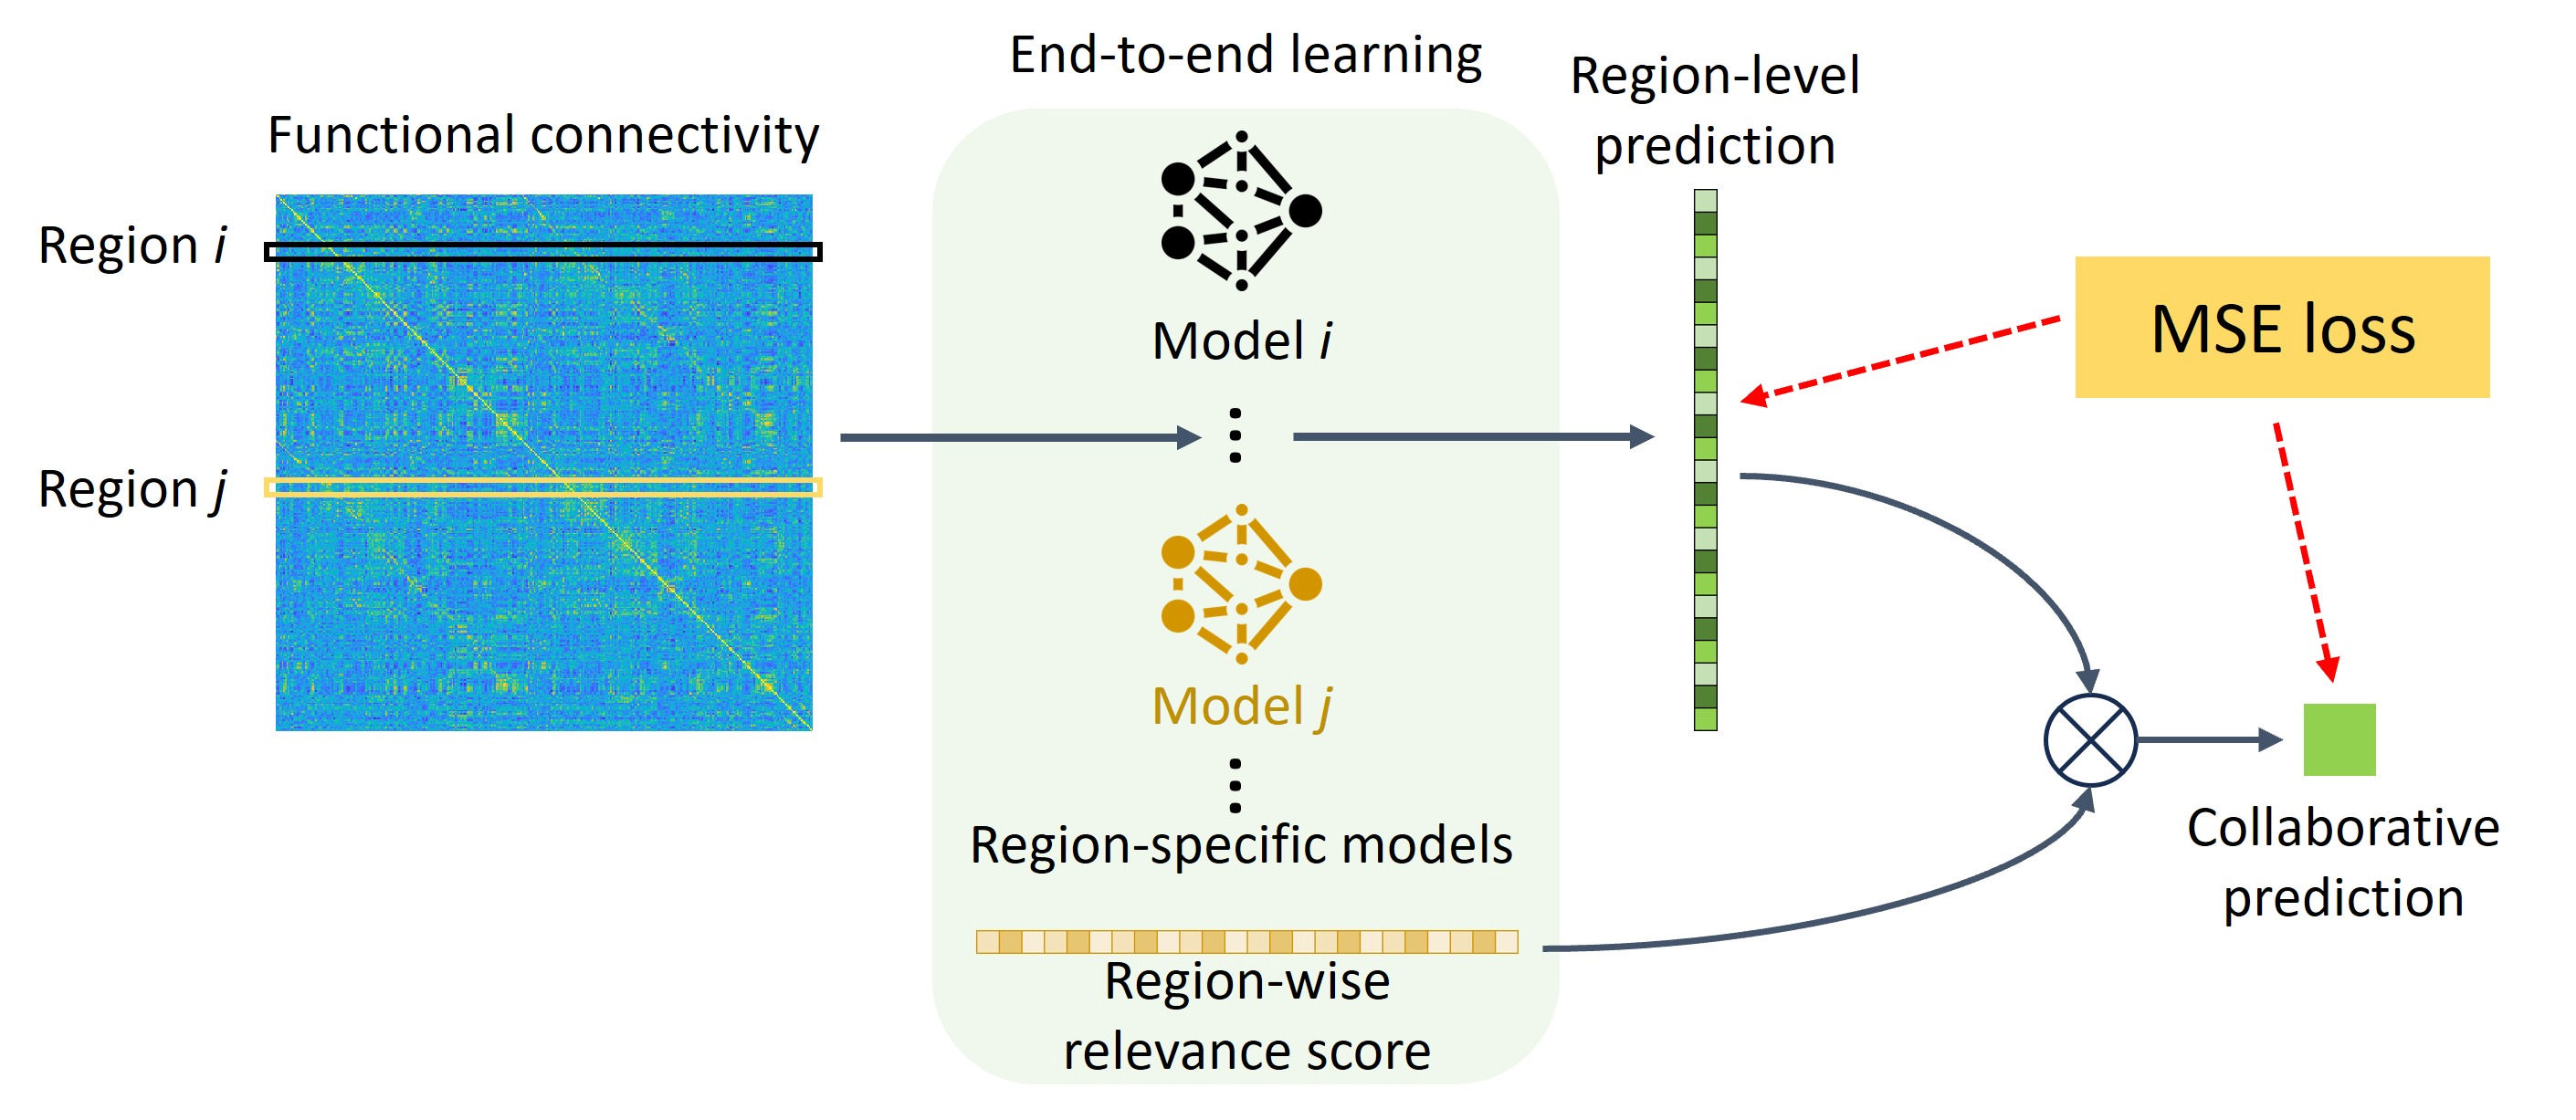 Functional connectivity
Region i
Region j
End-to-end learning
Model i
Model j
Region-specific models
Region-wise
relevance score
Region-level
prediction
MSE loss
Collaborative
prediction